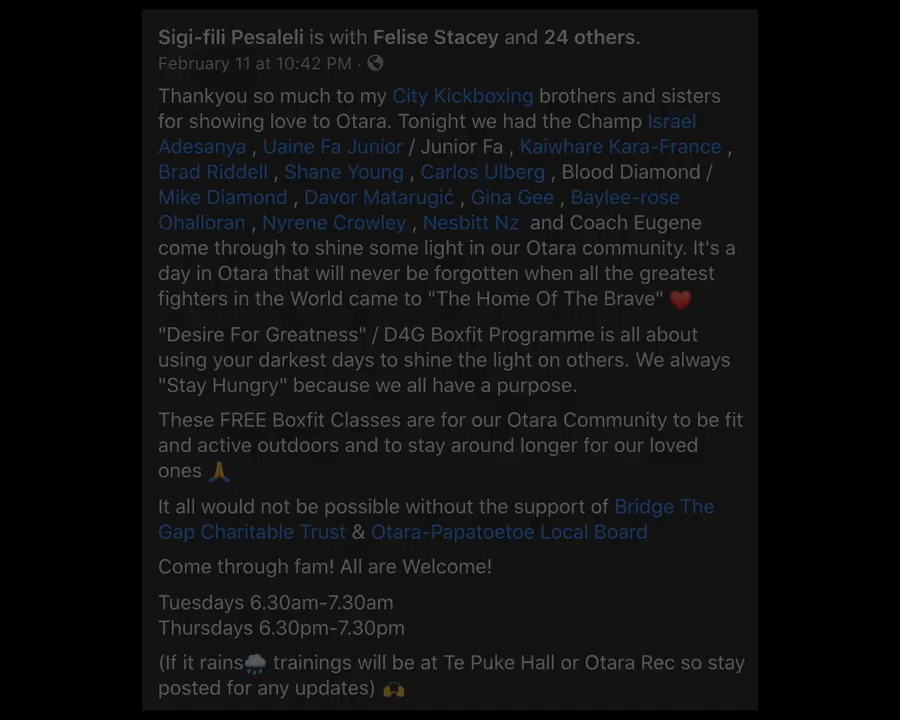 Sigi-fili Pesaleli is with Felise Stacey and 24 others.
February 11 at 10:42 PM ·
Thankyou so much to my City Kickboxing brothers and sisters
for showing love to Otara. Tonight we had the Champ Israel
Adesanya , Uaine Fa Junior / Junior Fa , Kaiwhare Kara-France ,
Brad Riddell , Shane Young , Carlos Ulberg , Blood Diamond /
Mike Diamond , Davor Matarugić , Gina Gee , Baylee-rose
Ohalloran , Nyrene Crowley , Nesbitt Nz and Coach Eugene
come through to shine some light in our Otara community. It's a
day in Otara that will never be forgotten when all the greatest
fighters in the World came to "The Home Of The Brave" ❤️
"Desire For Greatness" / D4G Boxfit Programme is all about
using your darkest days to shine the light on others. We always
"Stay Hungry" because we all have a purpose.
These FREE Boxfit Classes are for our Otara Community to be fit
and active outdoors and to stay around longer for our loved
ones 🙏
It all would not be possible without the support of Bridge The
Gap Charitable Trust & Otara-Papatoetoe Local Board
Come through fam! All are Welcome!
Tuesdays 6.30am-7.30am
Thursdays 6.30pm-7.30pm
(If it rains🌧️ trainings will be at Te Puke Hall or Otara Rec so stay
posted for any updates) 🙌